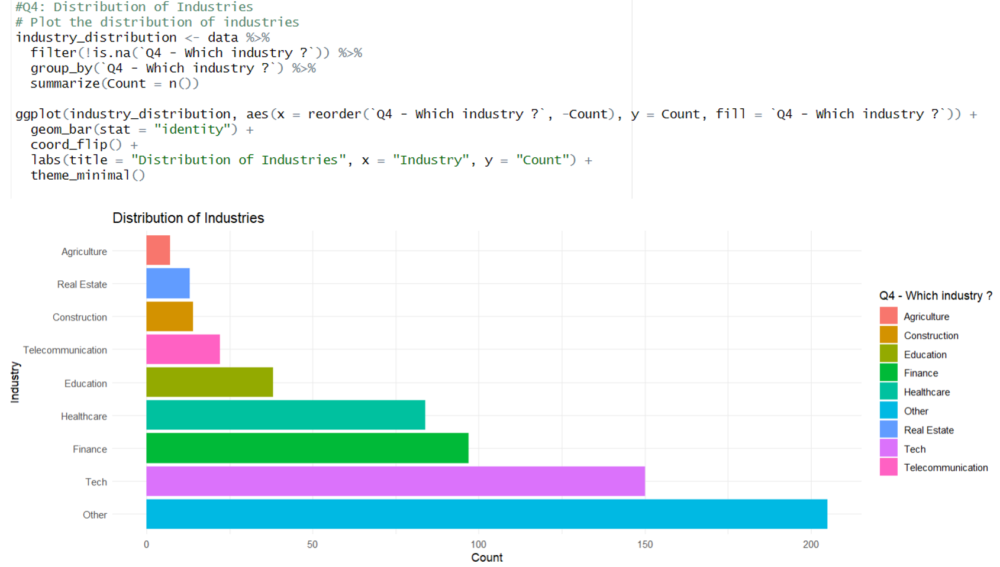 #Q4: Distribution of Industries
# Plot the distribution of industries
industry_distribution <- data %>%
  filter(!is.na(`Q4 - Which industry ?`)) %>%
  group_by(`Q4 - Which industry ?`) %>%
  summarize(Count = n())
ggplot(industry_distribution, aes(x = reorder(`Q4 - Which industry ?`, -Count), y = Count, fill = `Q4 - Which industry ?`)) +
  geom_bar(stat = "identity") +
  coord_flip() +
  labs(title = "Distribution of Industries", x = "Industry", y = "Count") +
  theme_minimal()
Distribution of Industries
Agriculture
Real Estate
Construction
Telecommunication
Education
Healthcare
Finance
Tech
Other
Industry
0 50 100 150 200
Count
Q4 - Which industry ?
Agriculture
Construction
Education
Finance
Healthcare
Other
Real Estate
Tech
Telecommunication